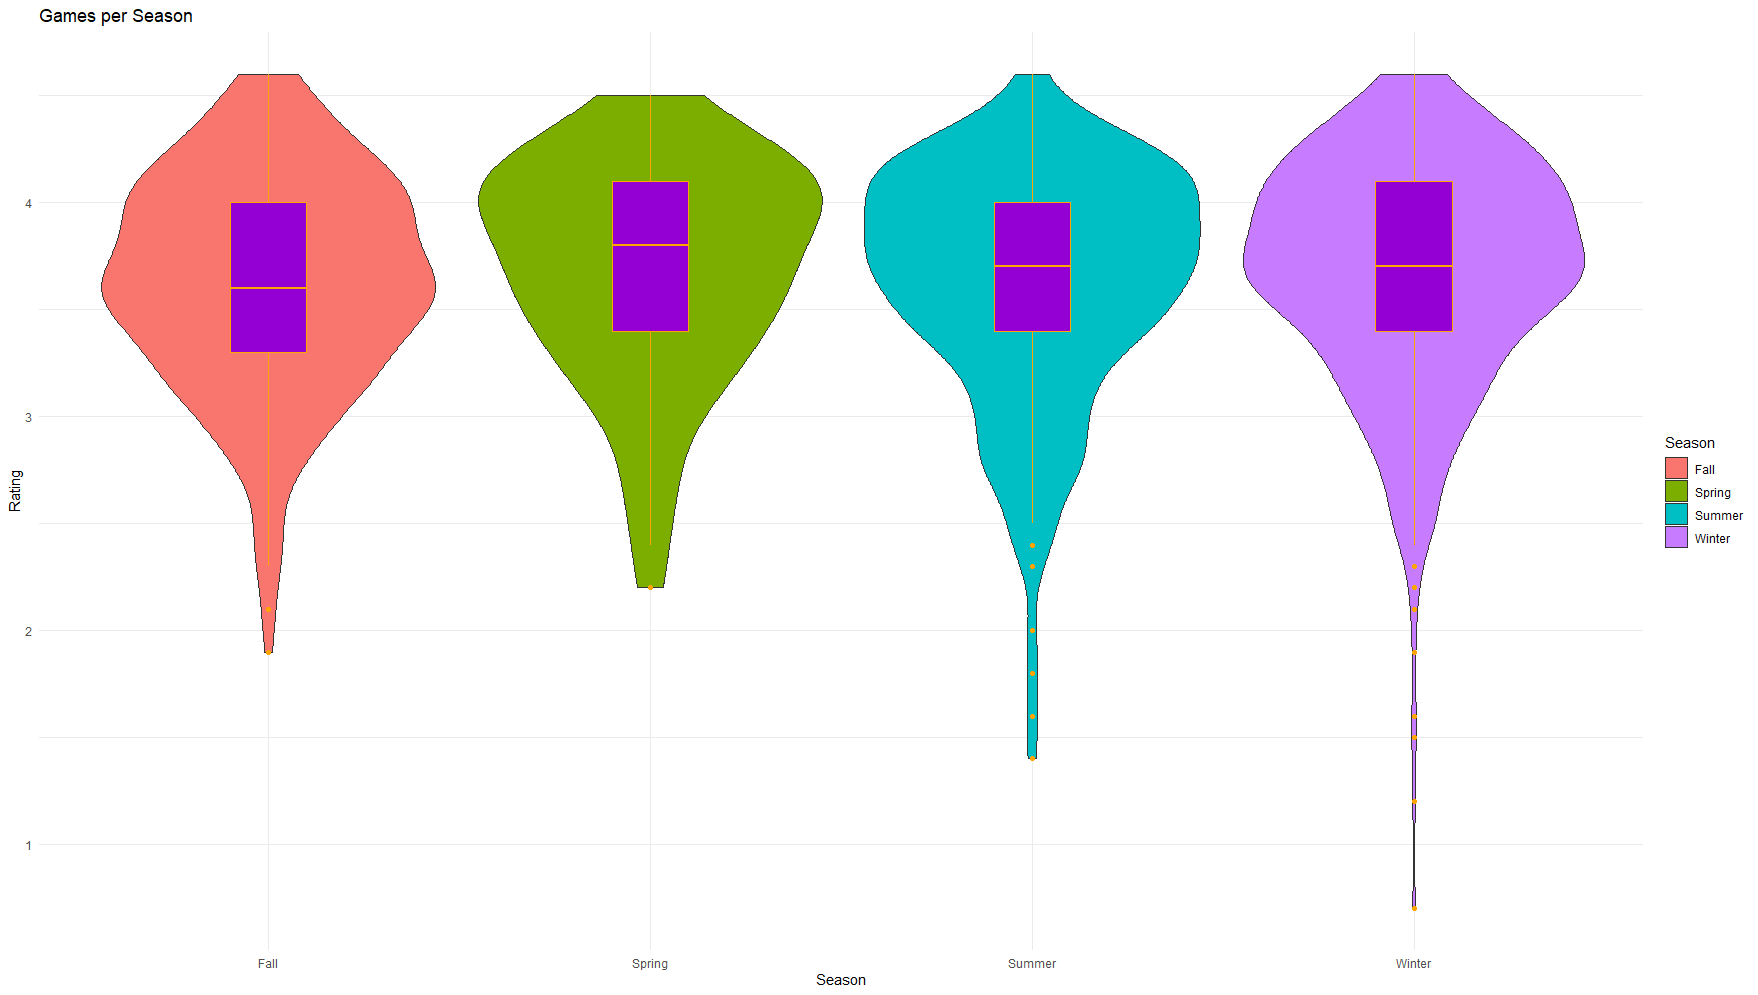 Games per Season
Rating
4
3
2
1
Fall
Spring
Summer
Winter
Season
Season
Fall
Spring
Summer
Winter